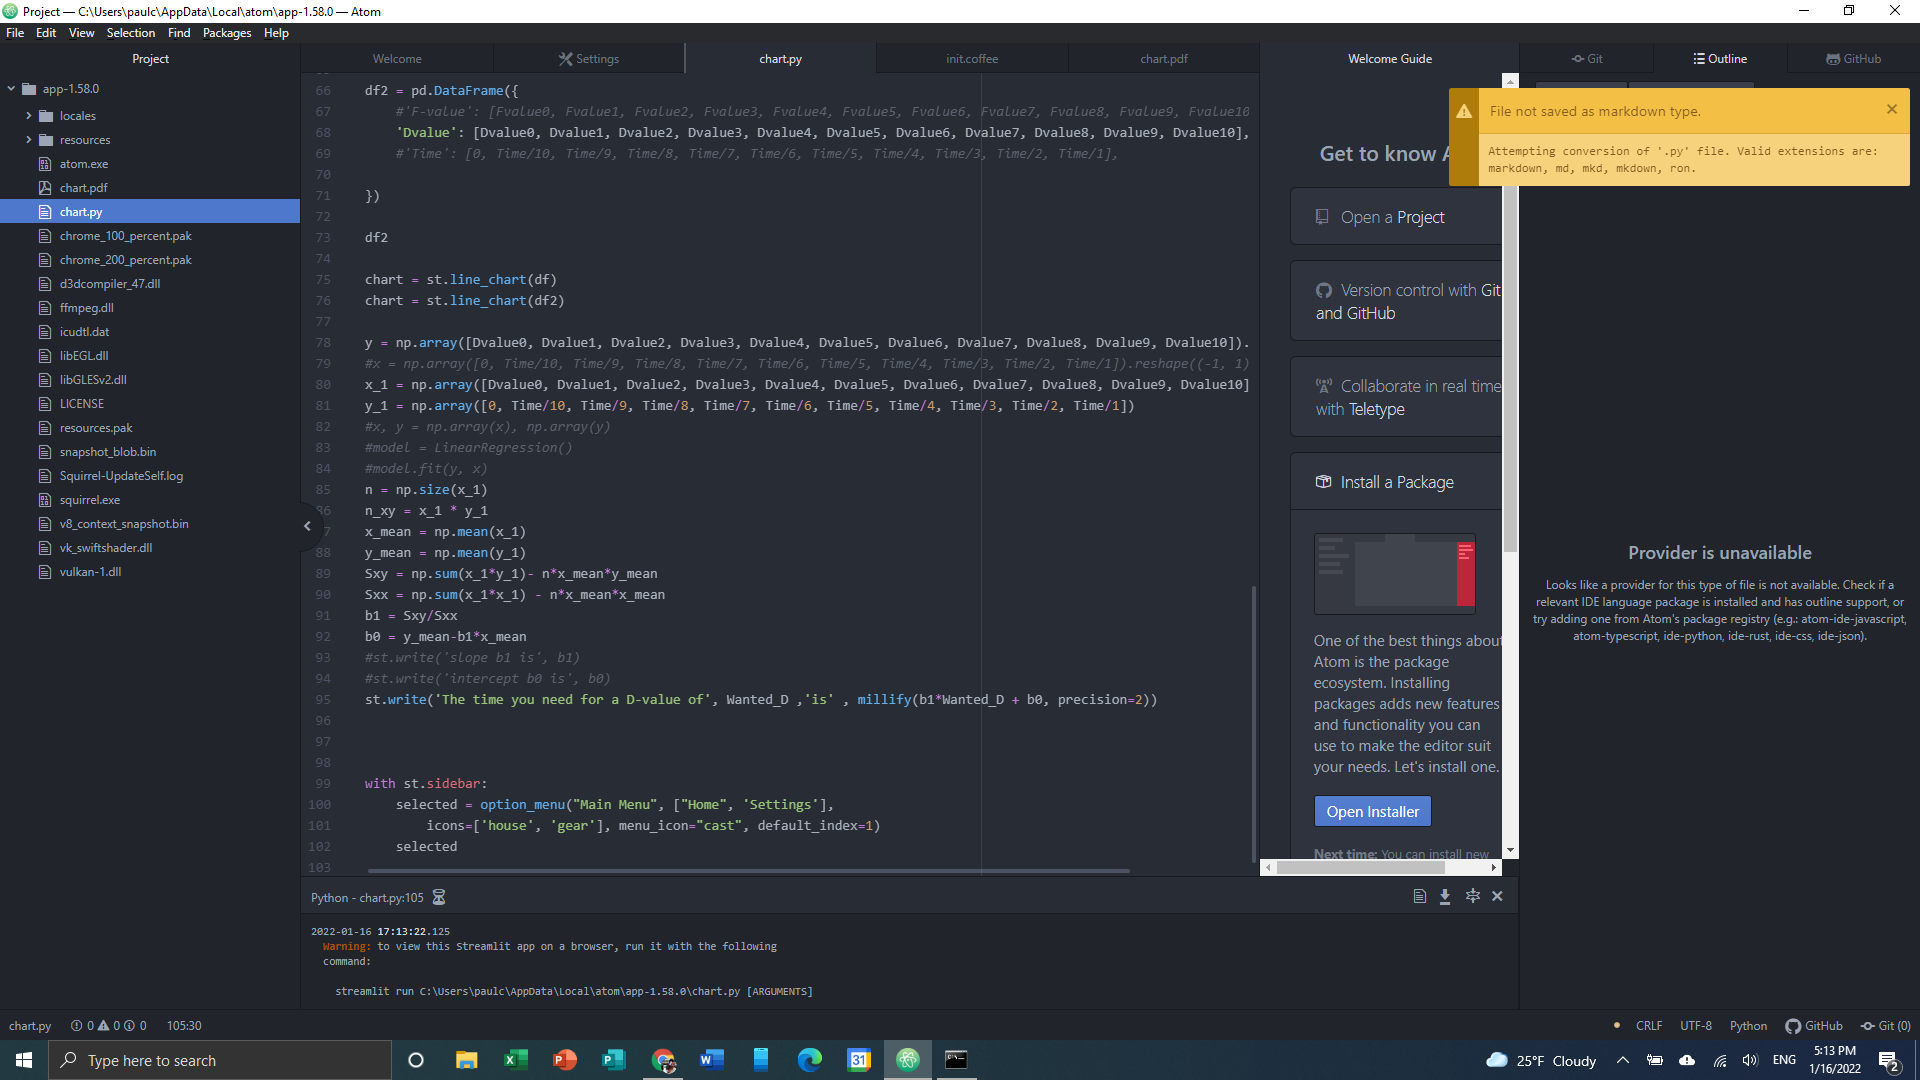 Project — C:\Users\paulc\AppData\Local\atom\app-1.58.0 — Atom
File Edit View Selection Find Packages Help
Project
Welcome
Settings
chart.py
init.coffee
chart.pdf
Welcome Guide
Git
Outline
GitHub
app-1.58.0
locales
resources
atom.exe
chart.pdf
chart.py
chrome_100_percent.pak
chrome_200_percent.pak
d3dcompiler_47.dll
ffmpeg.dll
icudtl.dat
libEGL.dll
libGLESv2.dll
LICENSE
resources.pak
snapshot_blob.bin
Squirrel-UpdateSelf.log
squirrel.exe
v8_context_snapshot.bin
vk_swiftshader.dll
vulkan-1.dll
66 df2 = pd.DataFrame({
67 #'F-value': [Fvalue0, Fvalue1, Fvalue2, Fvalue3, Fvalue4, Fvalue5, Fvalue6, Fvalue7, Fvalue8, Fvalue9, Fvalue10
68 'Dvalue': [Dvalue0, Dvalue1, Dvalue2, Dvalue3, Dvalue4, Dvalue5, Dvalue6, Dvalue7, Dvalue8, Dvalue9, Dvalue10],
69 #'Time': [0, Time/10, Time/9, Time/8, Time/7, Time/6, Time/5, Time/4, Time/3, Time/2, Time/1],
70
71 })
72
73 df2
74
75 chart = st.line_chart(df)
76 chart = st.line_chart(df2)
77
78 y = np.array([Dvalue0, Dvalue1, Dvalue2, Dvalue3, Dvalue4, Dvalue5, Dvalue6, Dvalue7, Dvalue8, Dvalue9, Dvalue10]).
79 #x = np.array([0, Time/10, Time/9, Time/8, Time/7, Time/6, Time/5, Time/4, Time/3, Time/2, Time/1]).reshape((-1, 1)
80 x_1 = np.array([Dvalue0, Dvalue1, Dvalue2, Dvalue3, Dvalue4, Dvalue5, Dvalue6, Dvalue7, Dvalue8, Dvalue9, Dvalue10]
81 y_1 = np.array([0, Time/10, Time/9, Time/8, Time/7, Time/6, Time/5, Time/4, Time/3, Time/2, Time/1])
82 #x, y = np.array(x), np.array(y)
83 #model = LinearRegression()
84 #model.fit(y, x)
85 n = np.size(x_1)
86 n_xy = x_1 * y_1
7 x_mean = np.mean(x_1)
88 y_mean = np.mean(y_1)
89 Sxy = np.sum(x_1*y_1)- n*x_mean*y_mean
90 Sxx = np.sum(x_1*x_1) - n*x_mean*x_mean
91 b1 = Sxy/Sxx
92 b0 = y_mean-b1*x_mean
93 #st.write('slope b1 is', b1)
94 #st.write('intercept b0 is', b0)
95 st.write('The time you need for a D-value of', Wanted_D ,'is' , millify(b1*Wanted_D + b0, precision=2))
96
97
98
99 with st.sidebar:
100 selected = option_menu("Main Menu", ["Home", 'Settings'],
101 icons=['house', 'gear'], menu_icon="cast", default_index=1)
102 selected
103
File not saved as markdown type.
Attempting conversion of '.py' file. Valid extensions are:
markdown, md, mkd, mkdown, ron.
Get to know
Open a Project
Version control with Git
and GitHub
Collaborate in real time
with Teletype
Install a Package
One of the best things about
Atom is the package
ecosystem. Installing
packages adds new features
and functionality you can
use to make the editor suit
your needs. Let's install one.
Open Installer
Next time: You can install new
Provider is unavailable
Looks like a provider for this type of file is not available. Check if a
relevant IDE language package is installed and has outline support, or
try adding one from Atom's package registry (e.g.: atom-ide-javascript,
atom-typescript, ide-python, ide-rust, ide-css, ide-json).
Python - chart.py:105
2022-01-16 17:13:22.125
Warning: to view this Streamlit app on a browser, run it with the following
command:
streamlit run C:\Users\paulc\AppData\Local\atom\app-1.58.0\chart.py [ARGUMENTS]
chart.py 0 0 0 105:30
CRLF UTF-8 Python GitHub Git (0)
Type here to search
31
25°F Cloudy
ENG
5:13 PM
1/16/2022
2